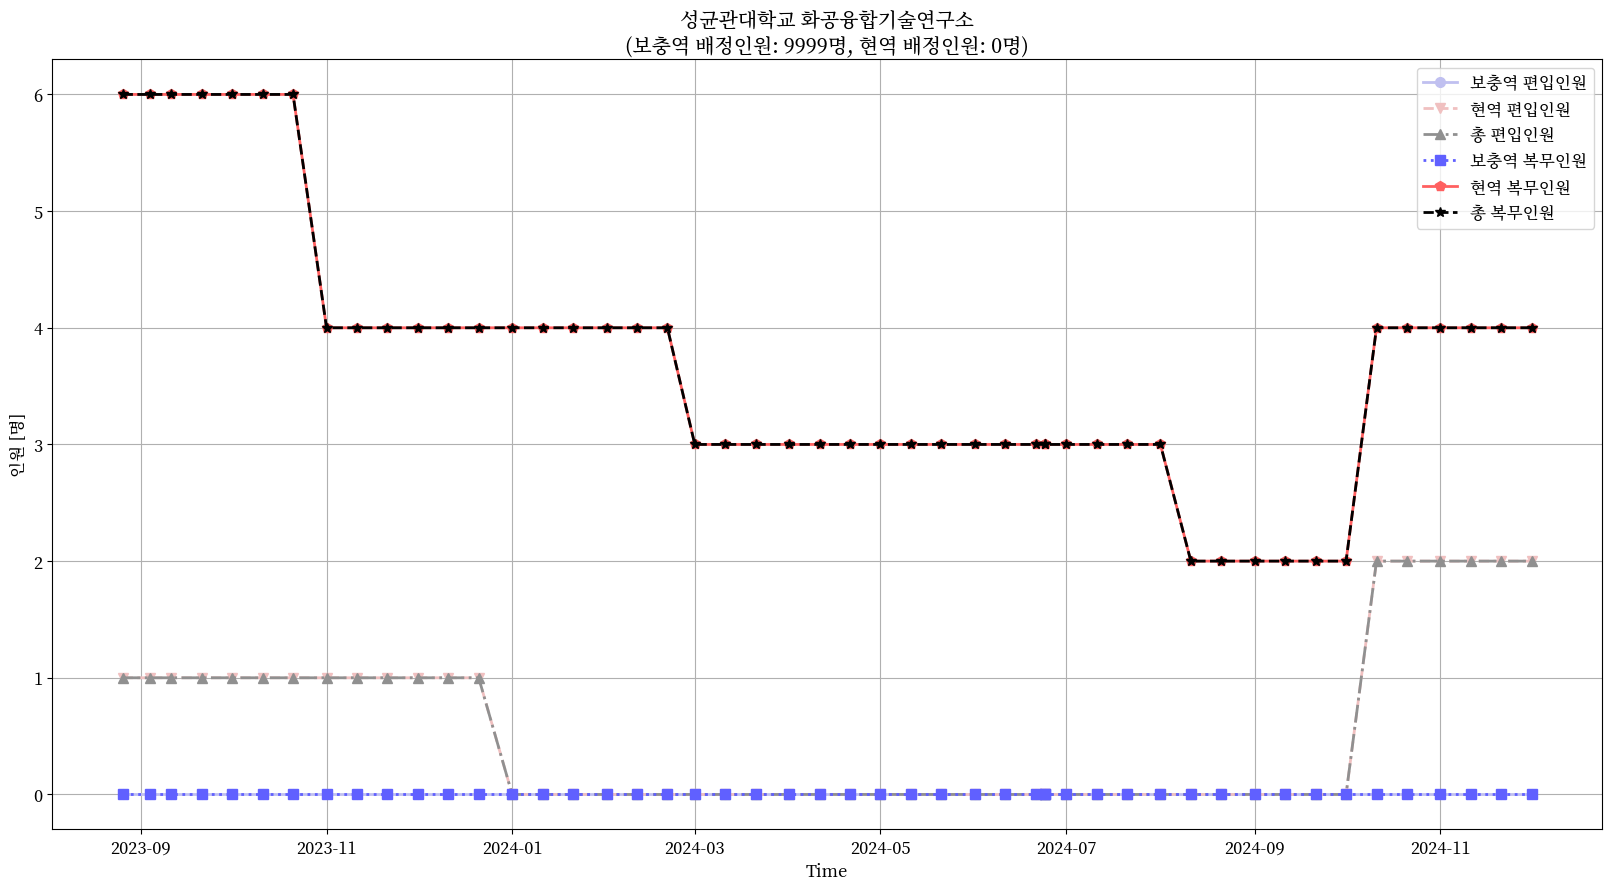 성균관대학교 화공융합기술연구소
(보충역 배정인원: 9999명, 현역 배정인원: 0명)
보충역 편입인원
현역 편입인원
총 편입인원
보충역 복무인원
현역 복무인원
총 복무인원
인원 [명]
6
5
4
3
2
1
0
2023-09
2023-11
2024-01
2024-03
2024-05
2024-07
2024-09
2024-11
Time